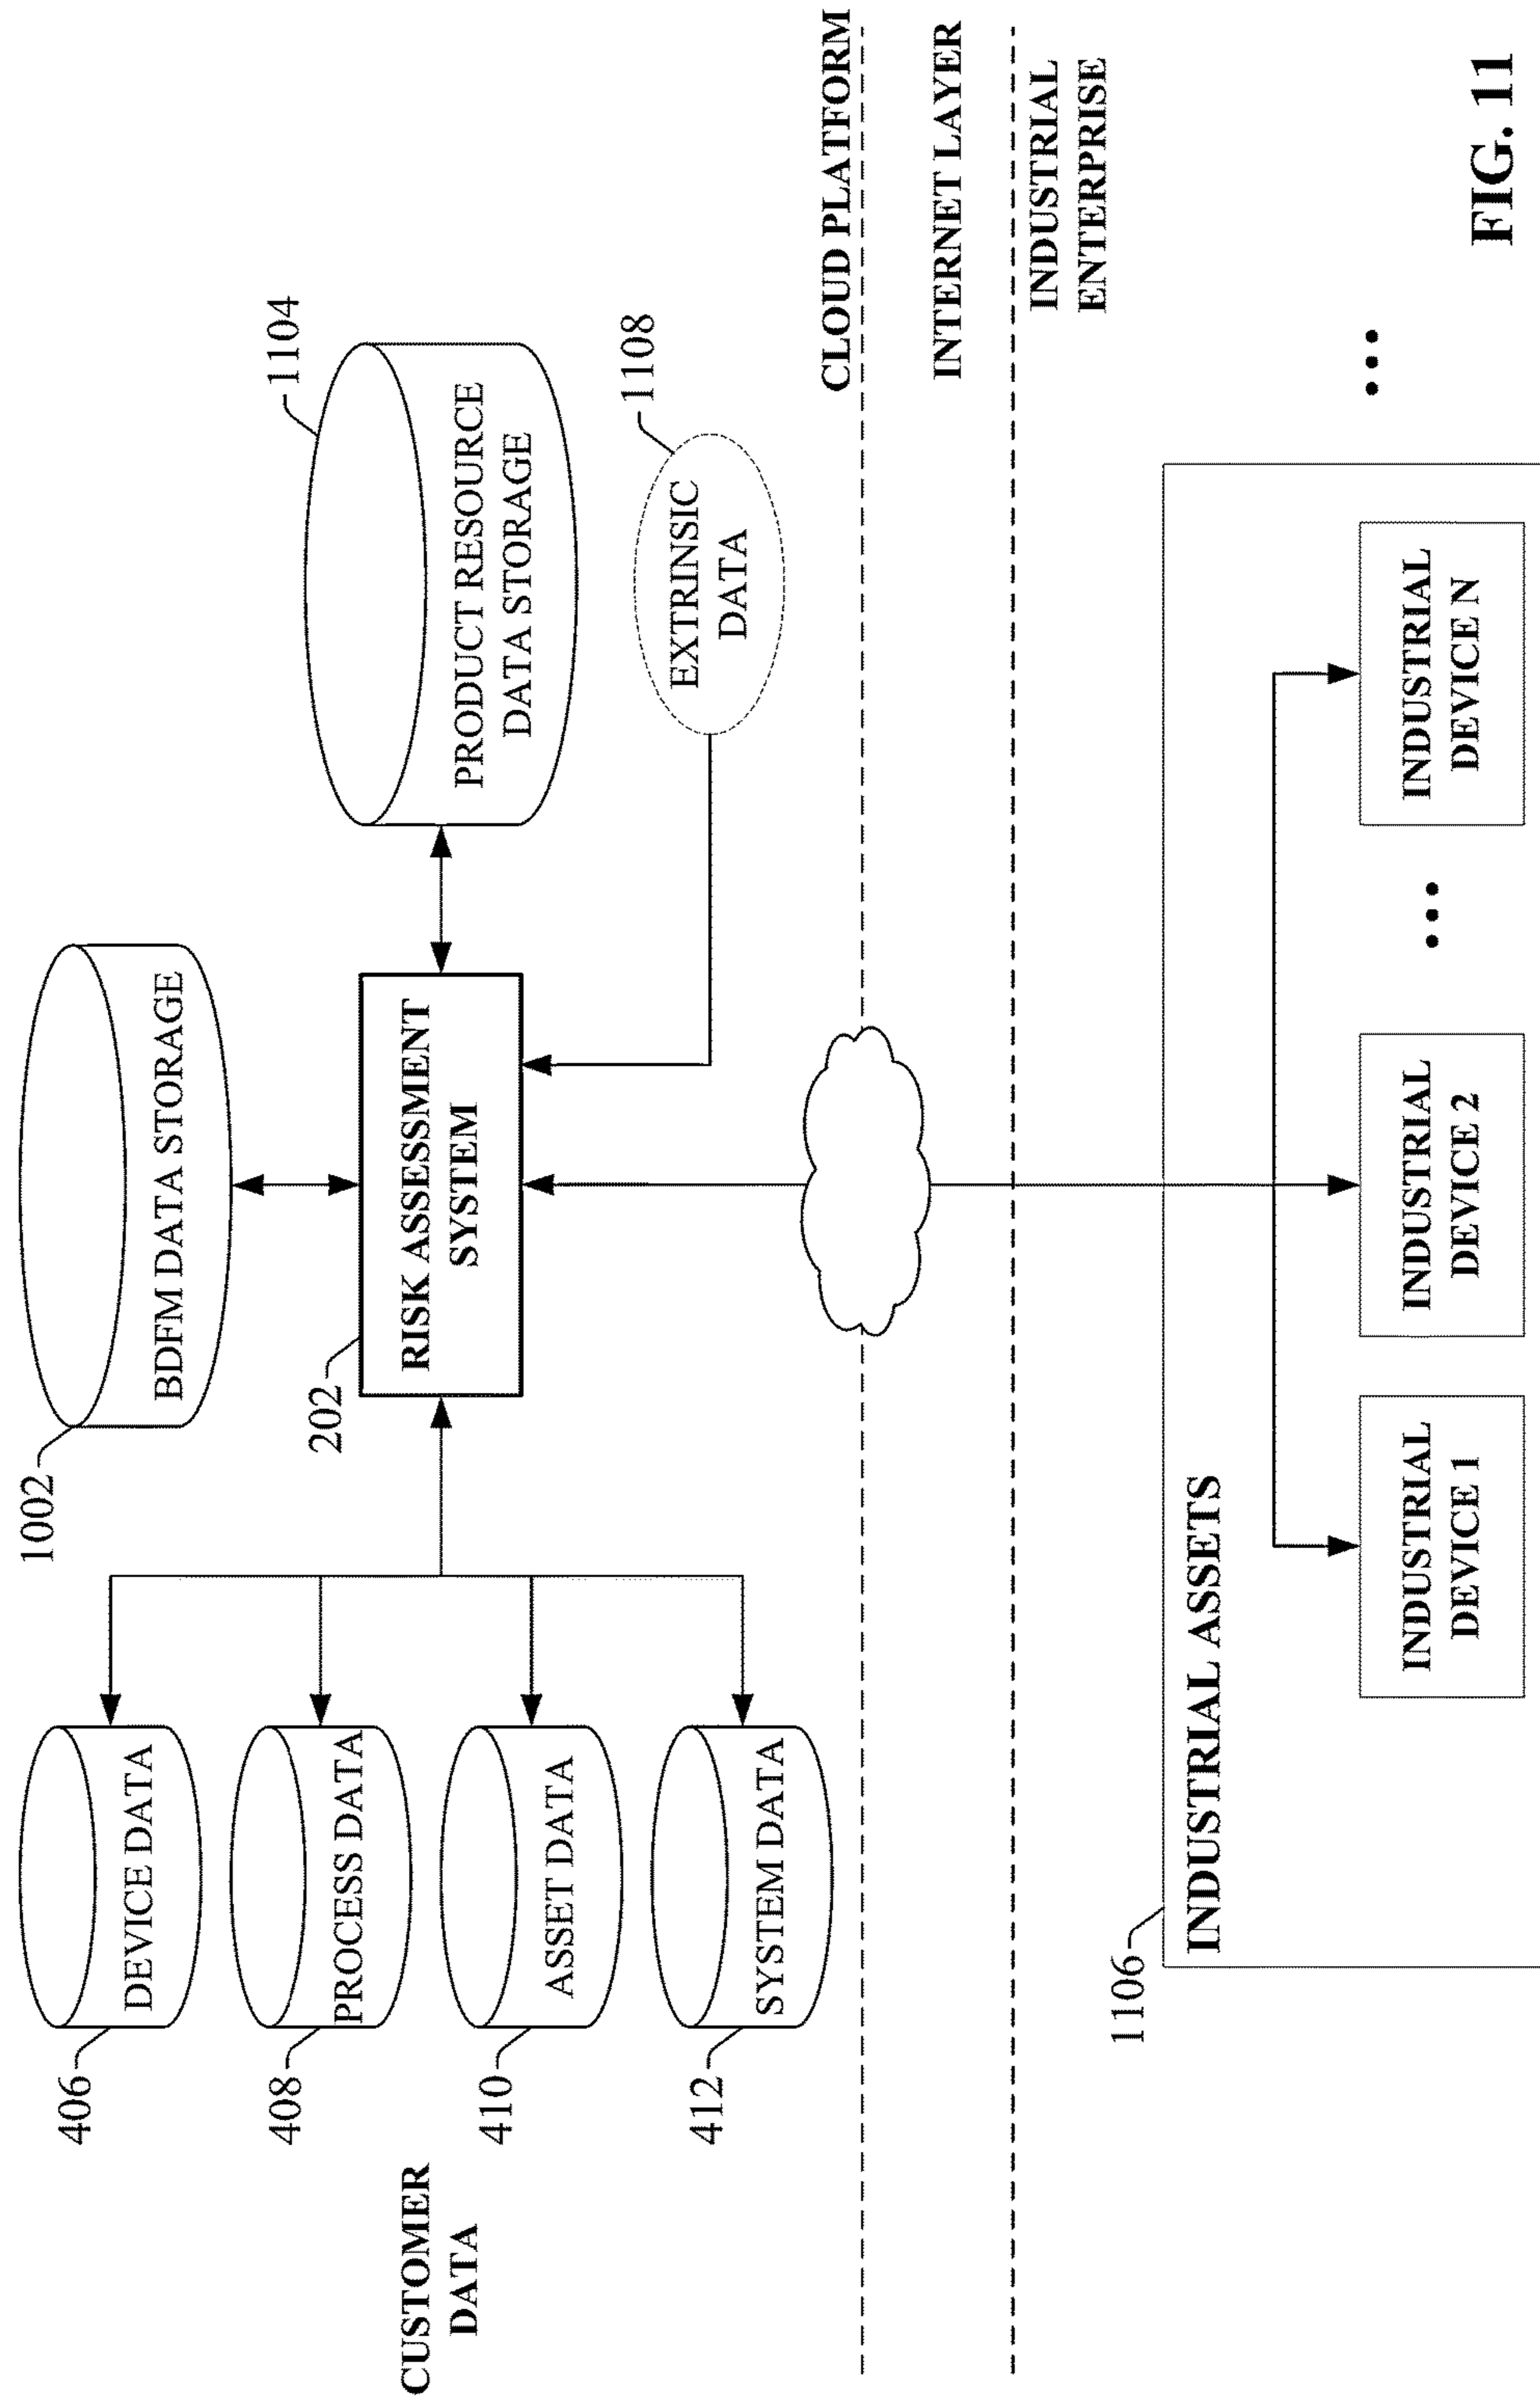 1002
BDFM DATA STORAGE
406
DEVICE DATA
408
PROCESS DATA
410
ASSET DATA
412
SYSTEM DATA
CUSTOMER
DATA
202
RISK ASSESSMENT
SYSTEM
1104
PRODUCT RESOURCE
DATA STORAGE
1108
EXTRINSIC
DATA
CLOUD PLATFORM
INTERNET LAYER
INDUSTRIAL
ENTERPRISE
1106
INDUSTRIAL ASSETS
INDUSTRIAL
DEVICE 1
INDUSTRIAL
DEVICE 2
•••
INDUSTRIAL
DEVICE N
•••
FIG. 11